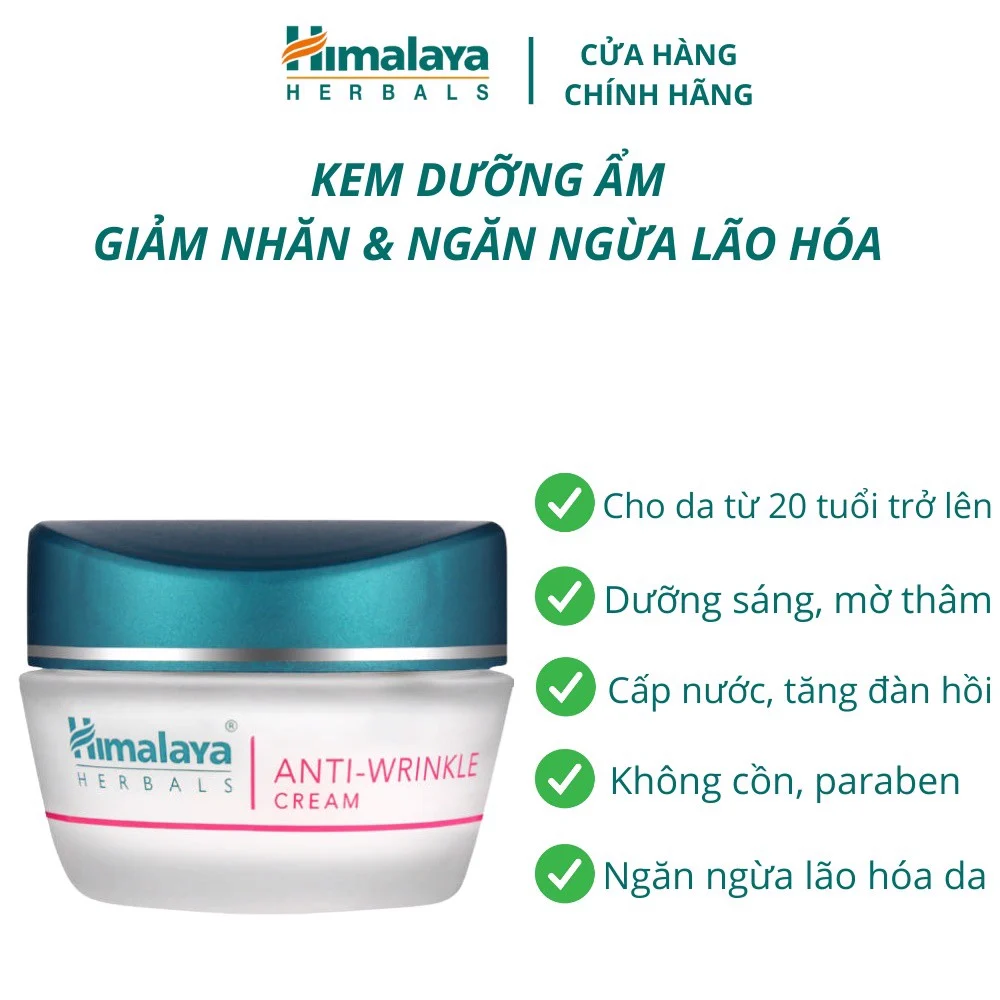 Himalaya
HERBALS
CỬA HÀNG
CHÍNH HÃNG
KEM DƯỠNG ẨM
GIẢM NHĂN & NGĂN NGỪA LÃO HÓA
Cho da từ 20 tuổi trở lên
Dưỡng sáng, mờ thâm
Cấp nước, tăng đàn hồi
Không cồn, paraben
Ngăn ngừa lão hóa da
Himalaya®
HERBALS
ANTI-WRINKLE
CREAM